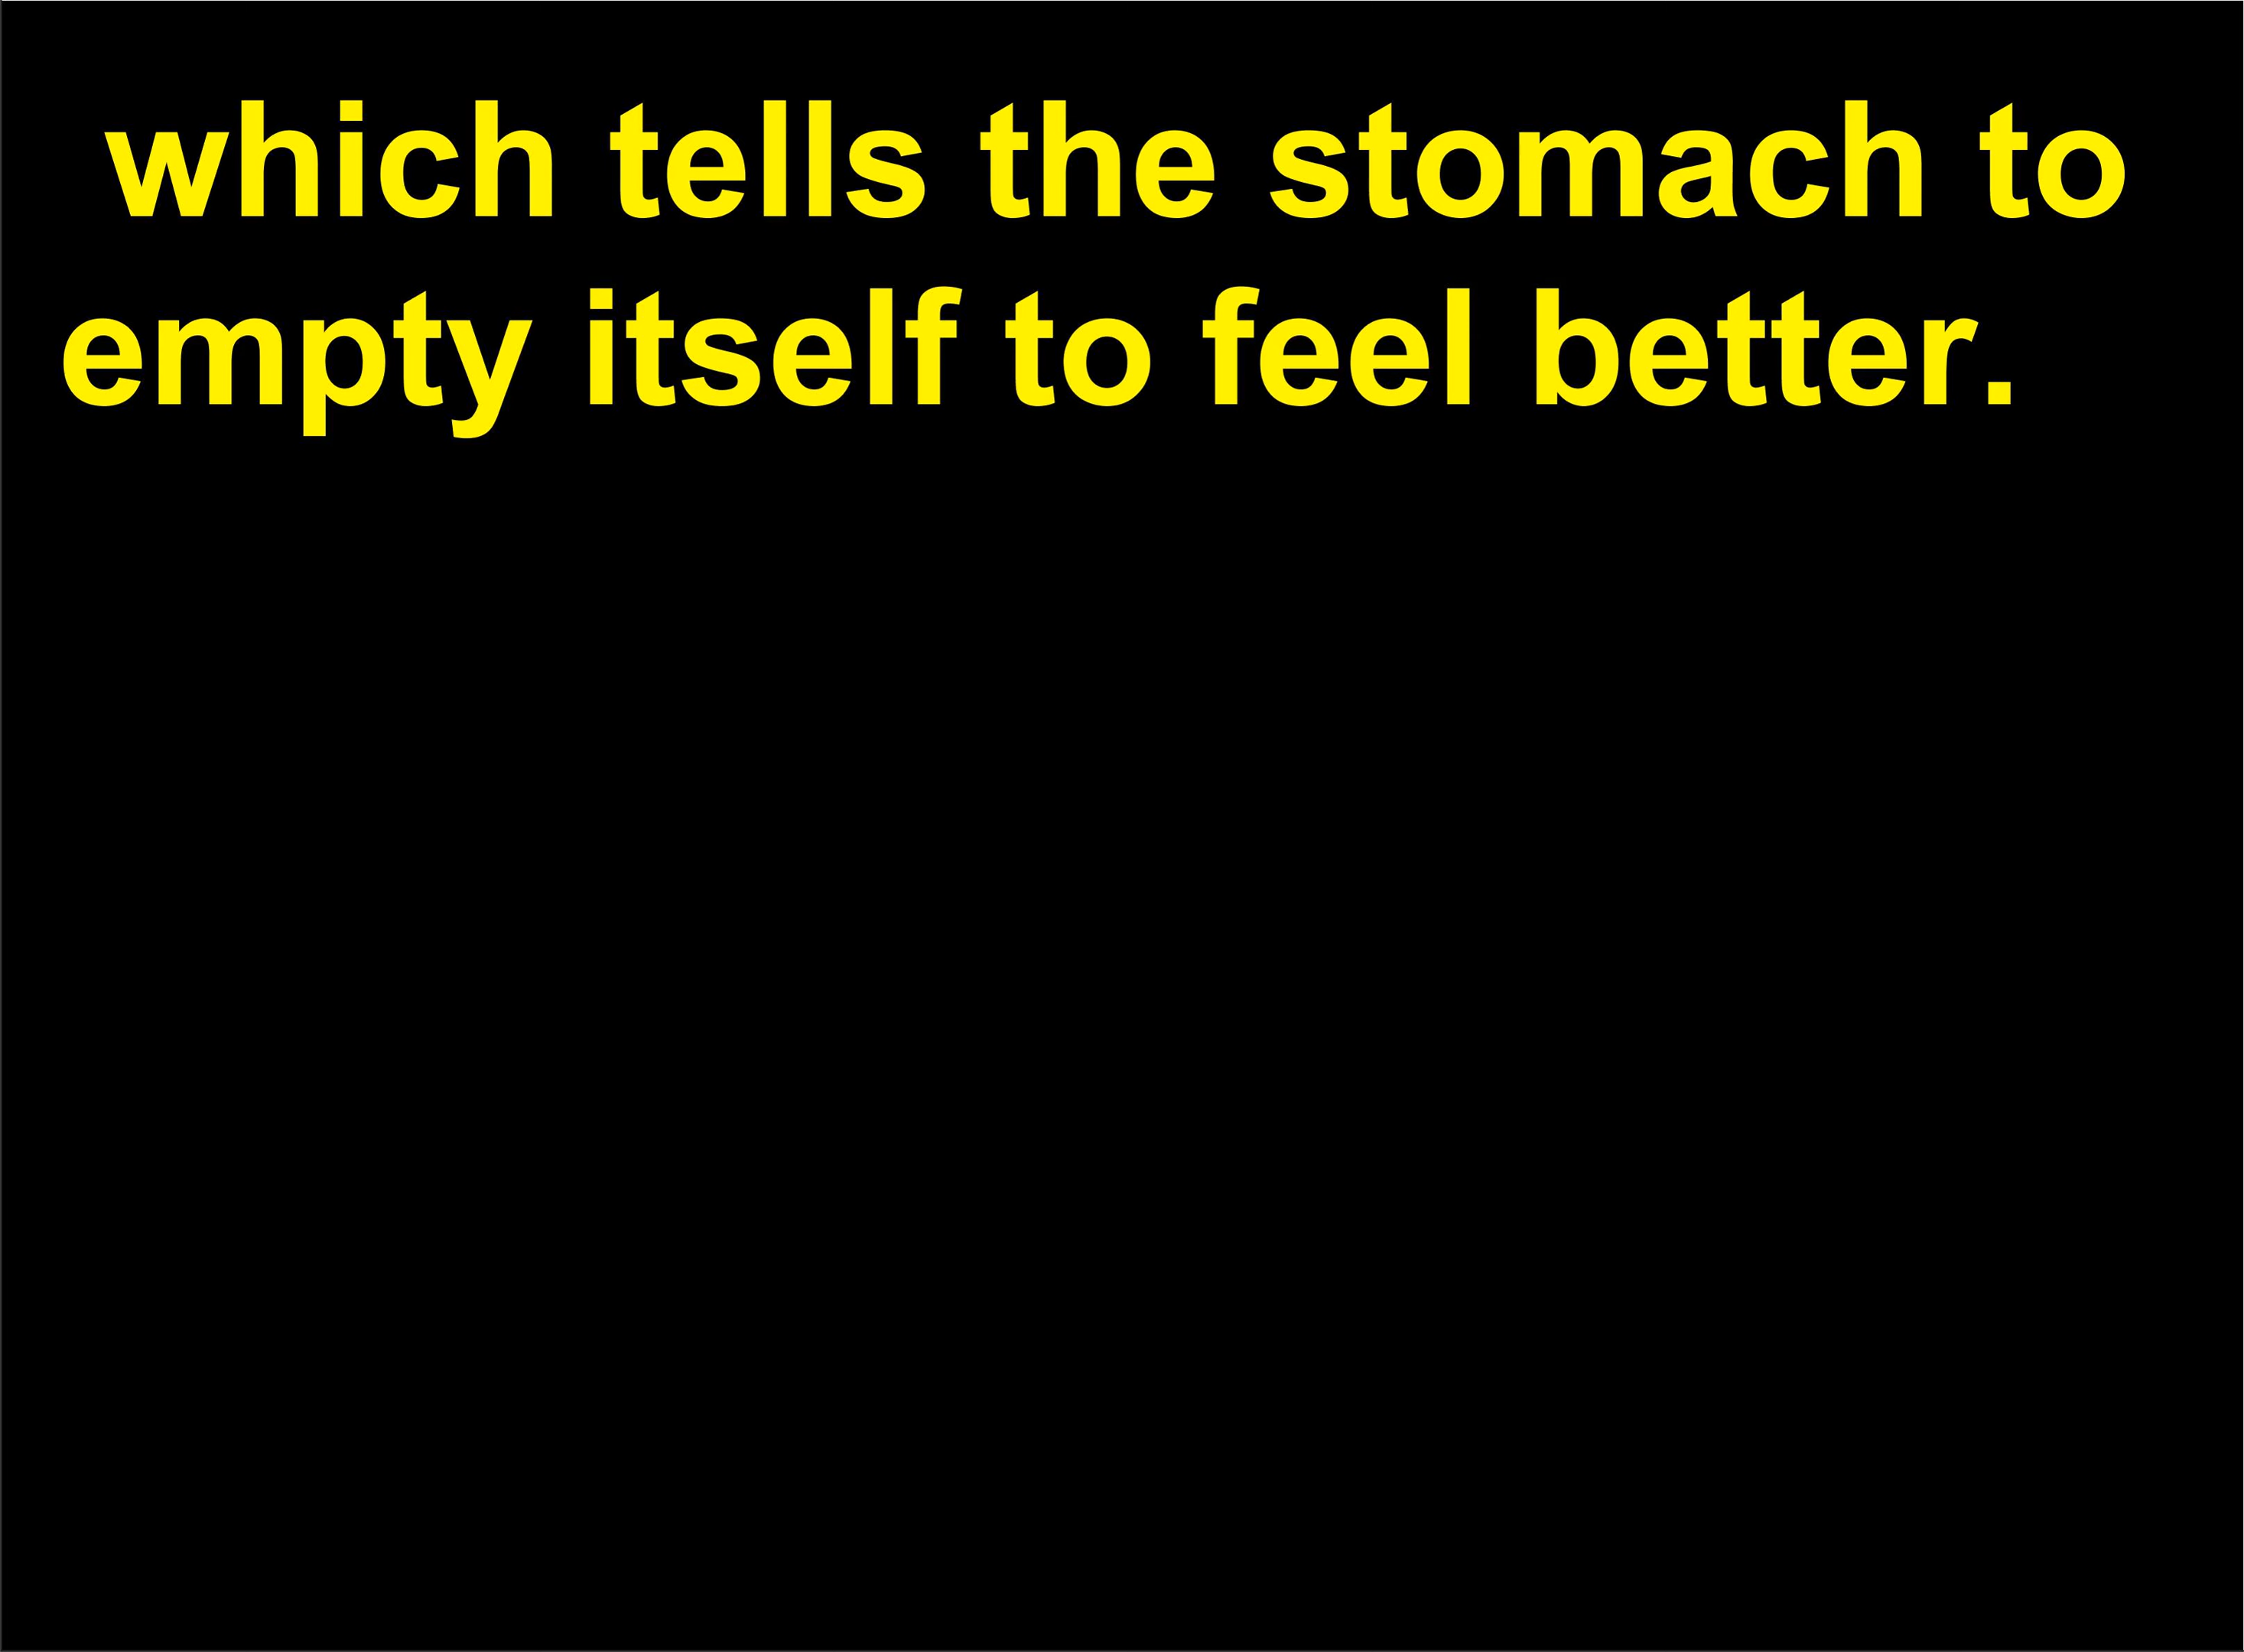 which tells the stomach to
empty itself to feel better.